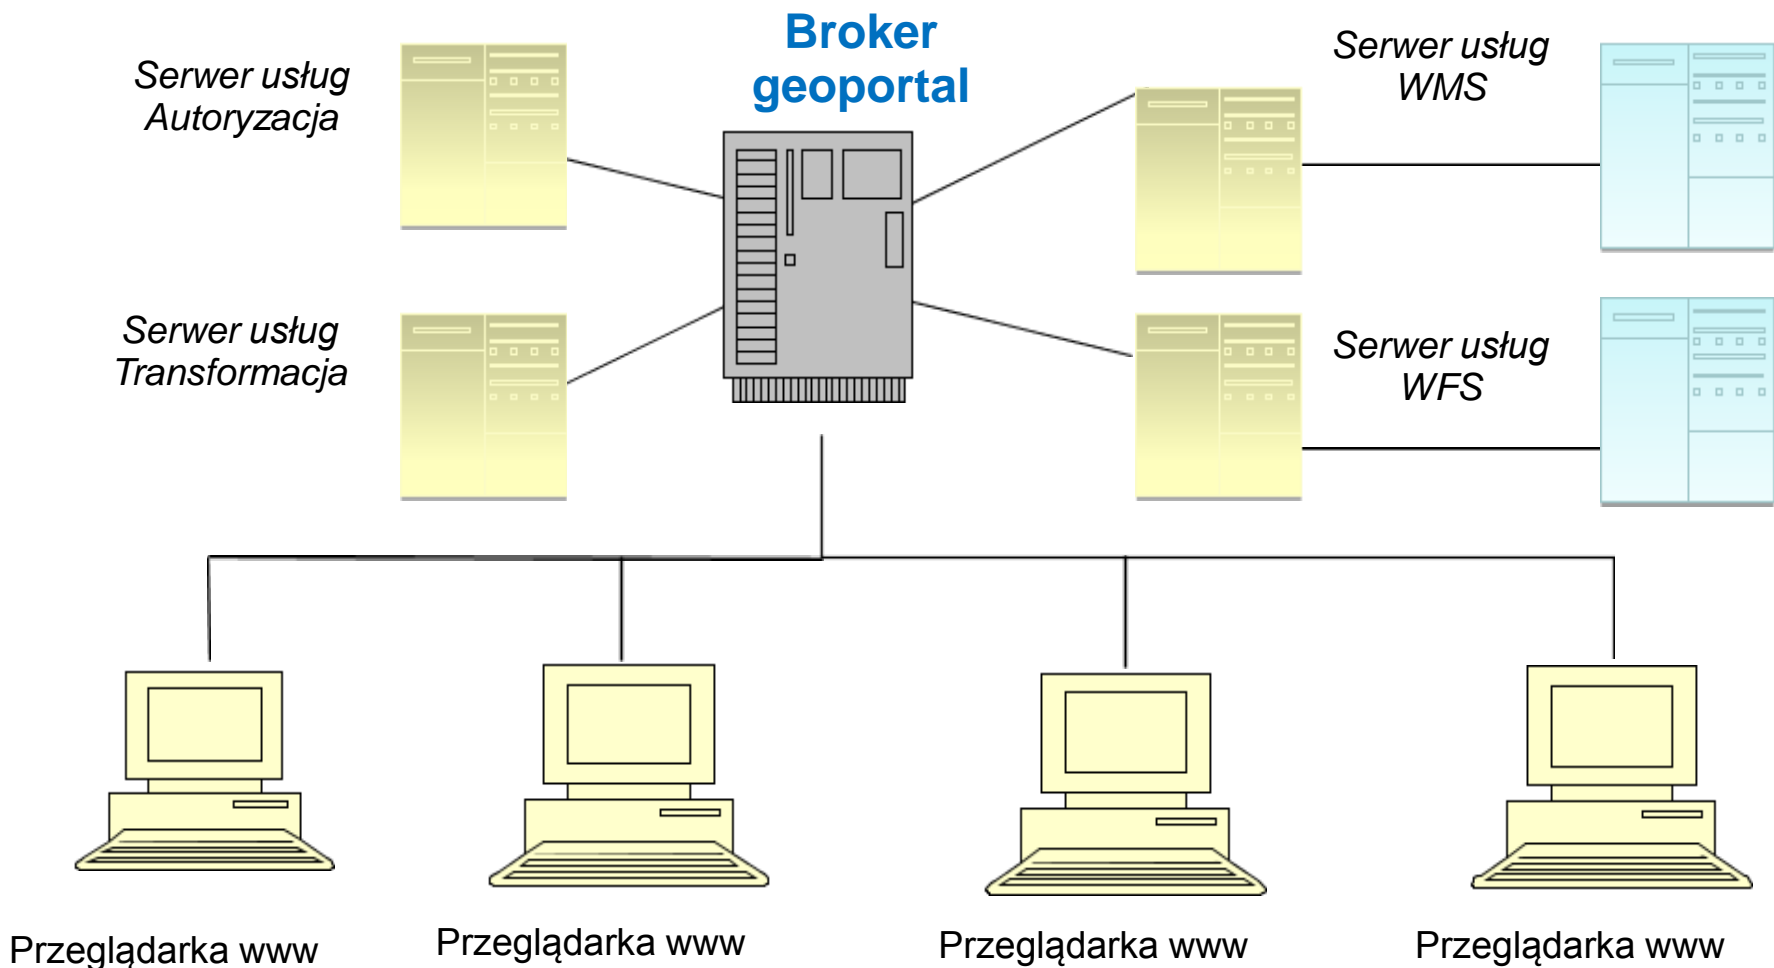 Broker
geoportal
Serwer usług
Autoryzacja
Serwer usług
WMS
Serwer usług
Transformacja
Serwer usług
WFS
Przeglądarka www
Przeglądarka www
Przeglądarka www
Przeglądarka www